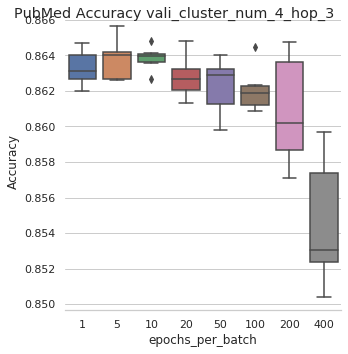 PubMed Accuracy vali_cluster_num_4_hop_3
0.866
0.864
0.862
0.860
0.858
0.856
0.854
0.852
0.850
Accuracy
1 5 10 20 50 100 200 400
epochs_per_batch